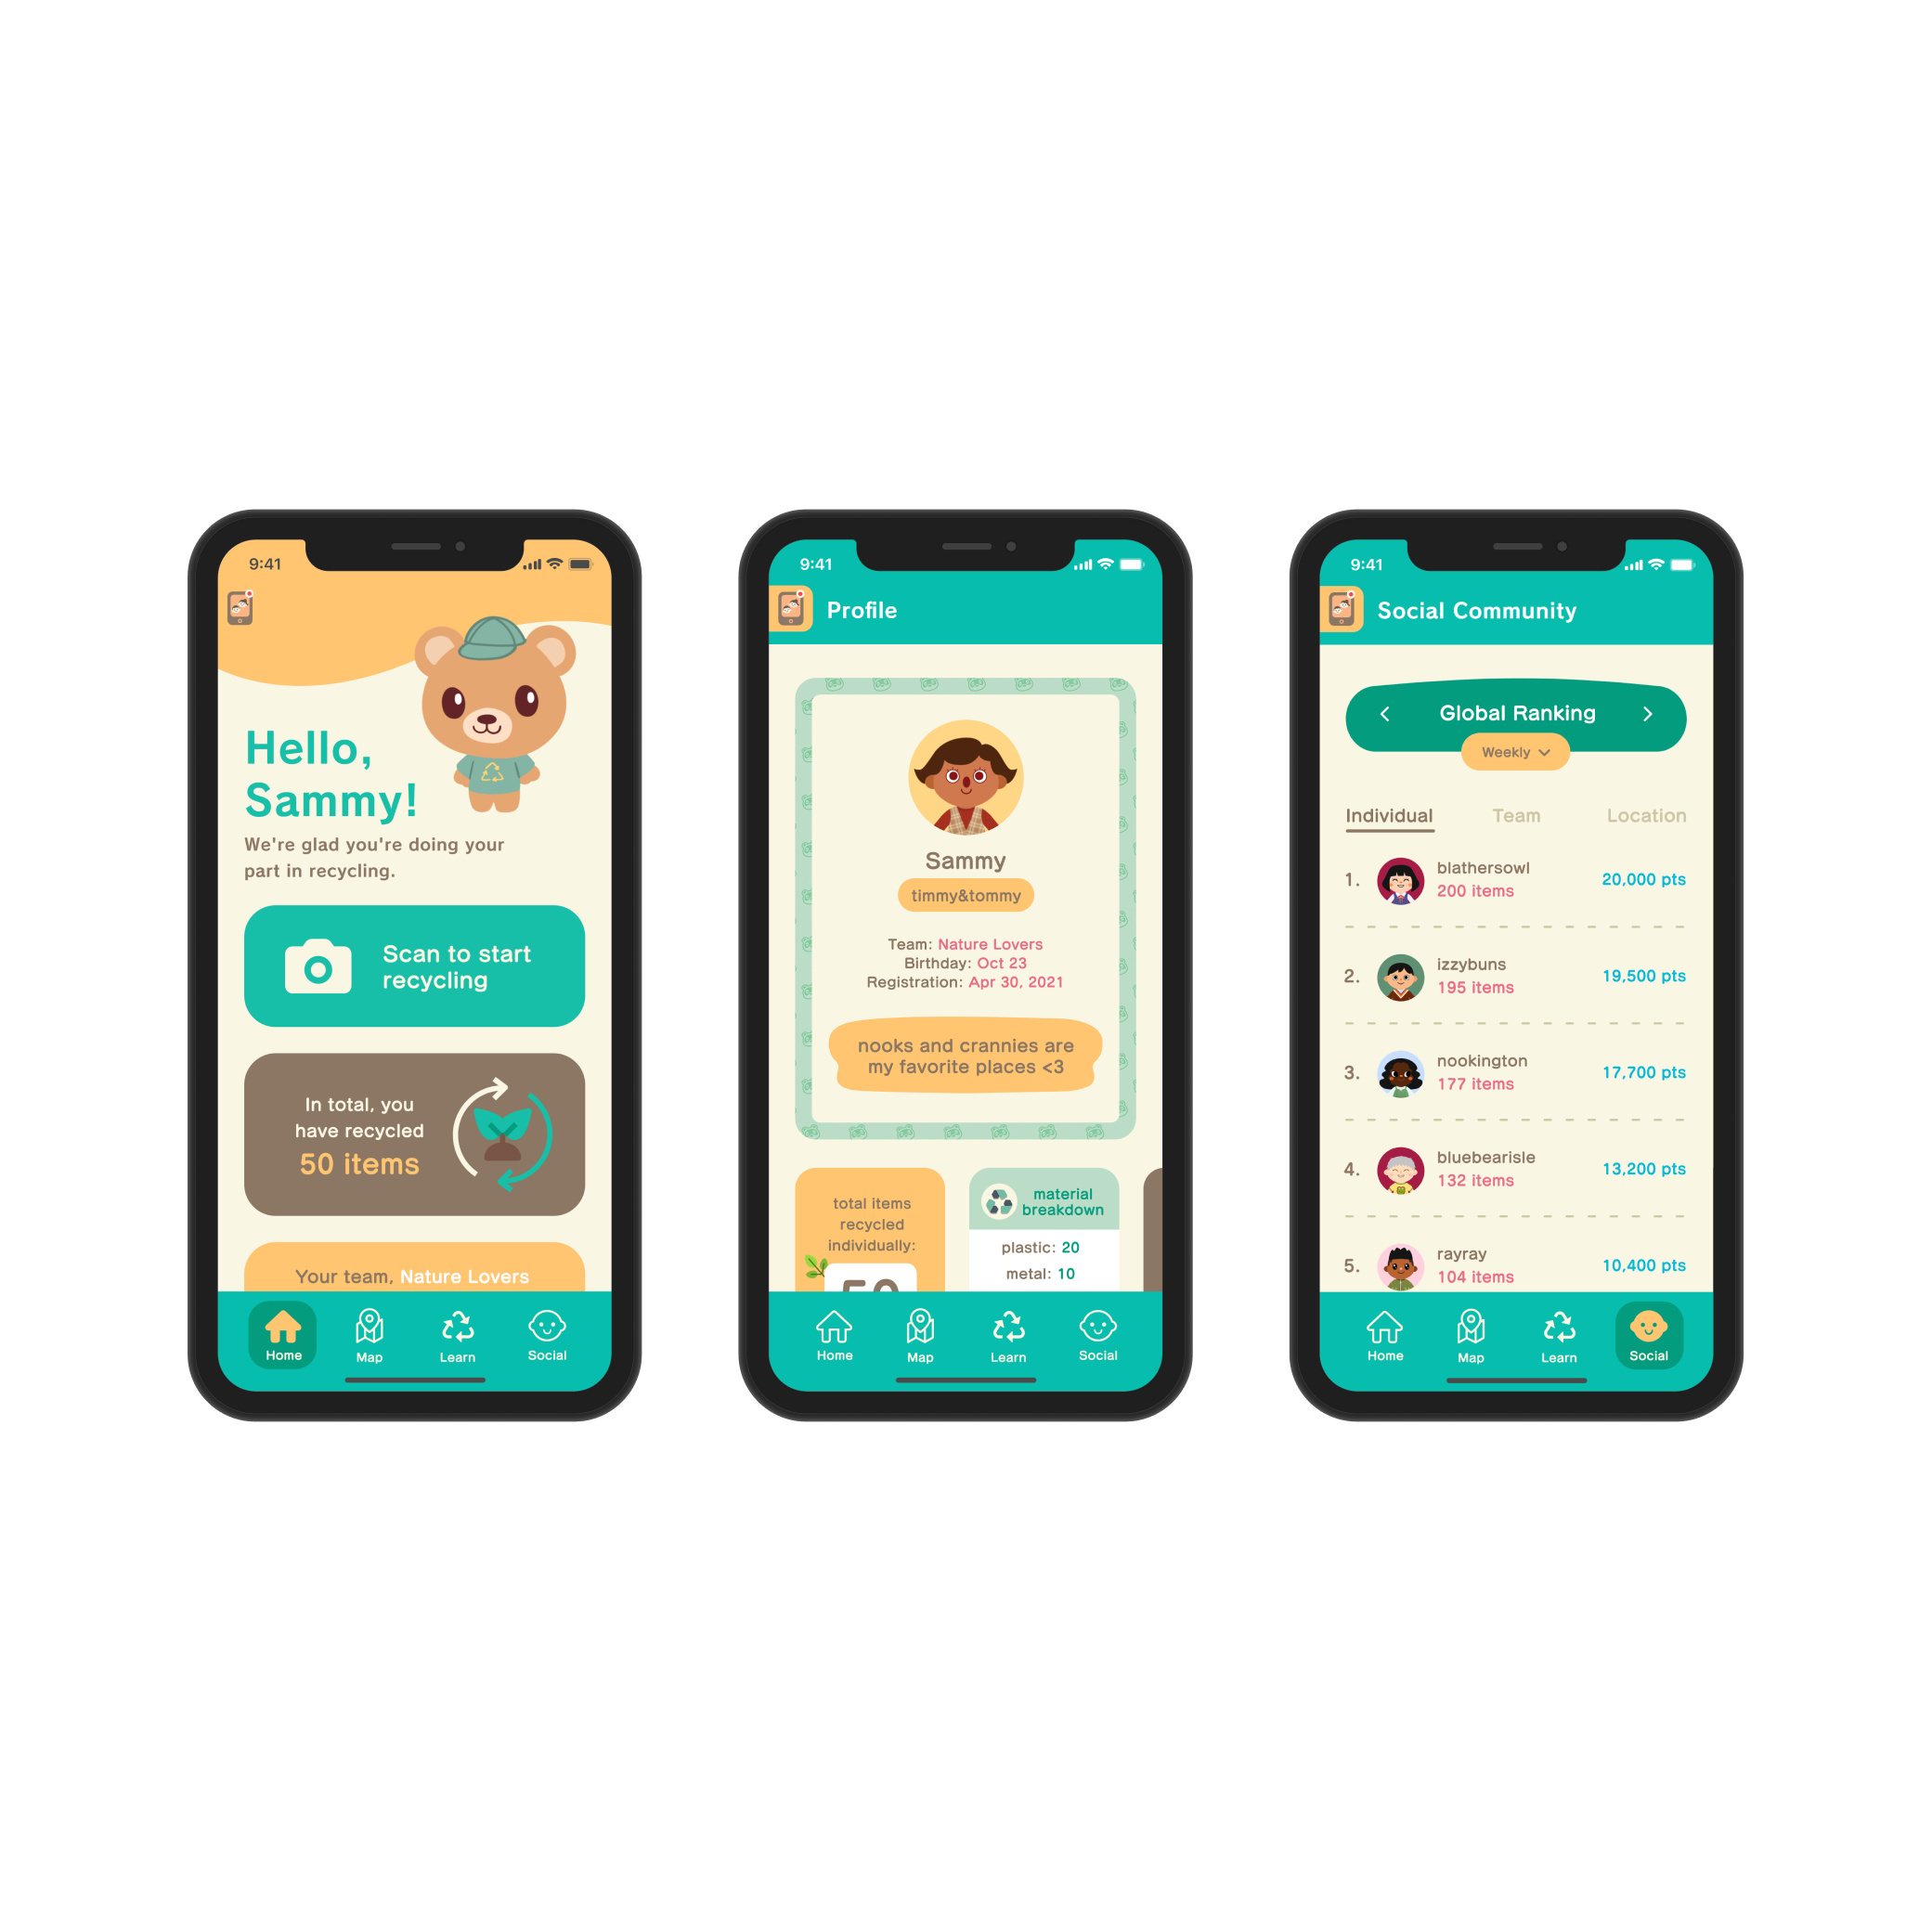 9:41
Hello,
Sammy!
We're glad you're doing your
part in recycling.
Scan to start
recycling
In total, you
have recycled
50 items
Your team, Nature Lovers
Home
Map
Learn
Social
9:41
Profile
Sammy
timmy&tommy
Team: Nature Lovers
Birthday: Oct 23
Registration: Apr 30, 2021
nooks and crannies are
my favorite places <3
total items
recycled
individually:
50
material
breakdown
plastic: 20
metal: 10
Home
Map
Learn
Social
9:41
Social Community
Global Ranking
Weekly
Individual
Team
Location
1.
blathersowl
200 items
20,000 pts
2.
izzybuns
195 items
19,500 pts
3.
nookington
177 items
17,700 pts
4.
bluebearisle
132 items
13,200 pts
5.
rayray
104 items
10,400 pts
Home
Map
Learn
Social